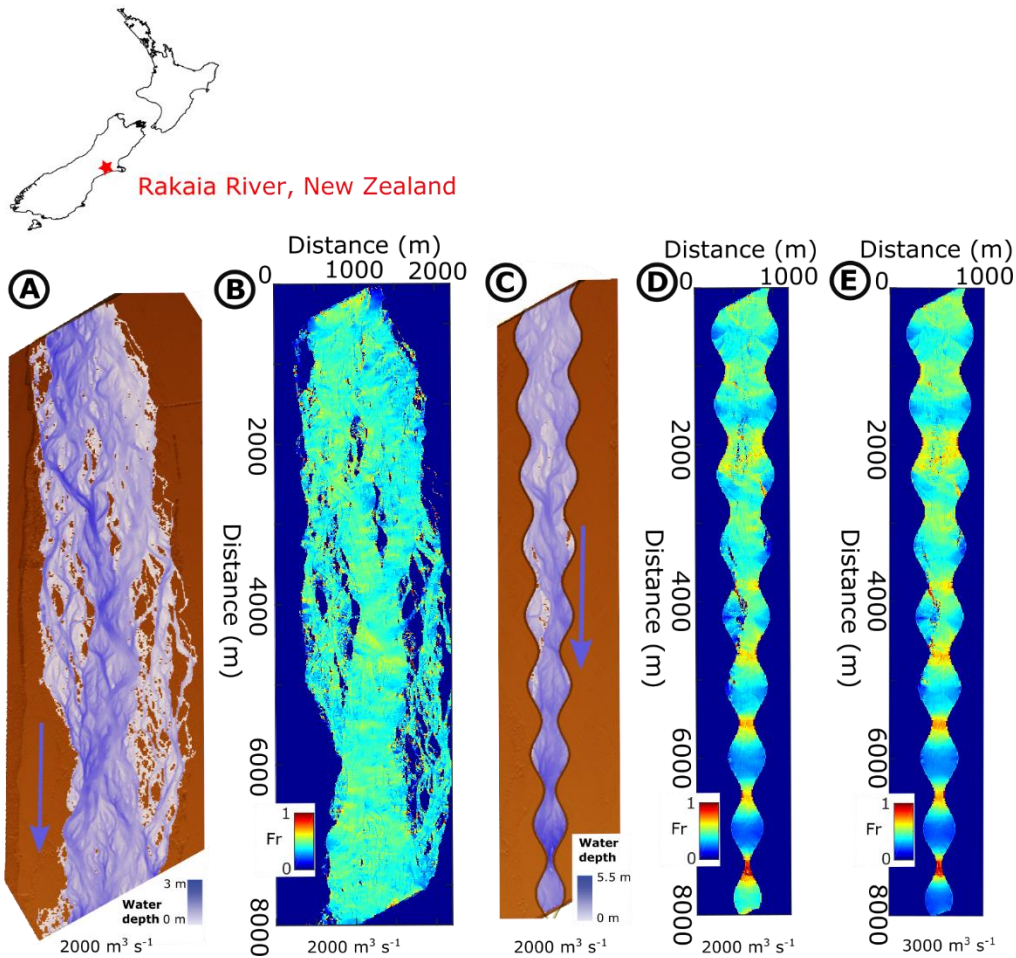 Rakaia River, New Zealand
A
B
Distance (m)
0
1000
2000
2000
4000
6000
8000
Distance (m)
Fr
1
0
3 m
0 m
Water
depth
2000 m³ s⁻¹
2000 m³ s⁻¹
C
Water
depth
5.5 m
0 m
2000 m³ s⁻¹
D
Distance (m)
0
1000
2000
4000
6000
8000
Distance (m)
Fr
1
0
2000 m³ s⁻¹
E
Distance (m)
0
1000
2000
4000
6000
8000
Distance (m)
Fr
1
0
3000 m³ s⁻¹